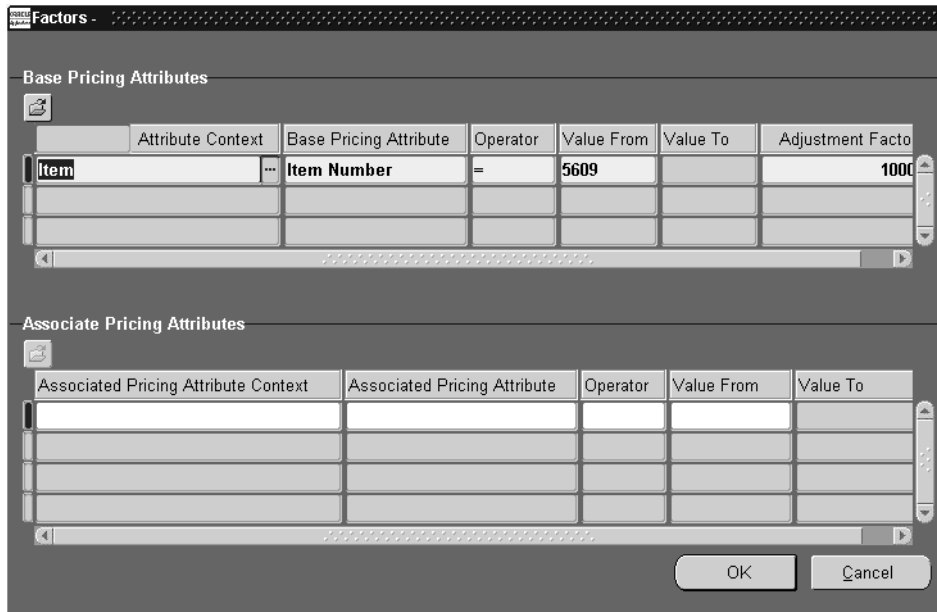 ORACLE
Factors -
Base Pricing Attributes
Attribute Context Base Pricing Attribute Operator Value From Value To Adjustment Facto
Item ... Item Number = 5609 1000
Associate Pricing Attributes
Associated Pricing Attribute Context Associated Pricing Attribute Operator Value From Value To
OK Cancel